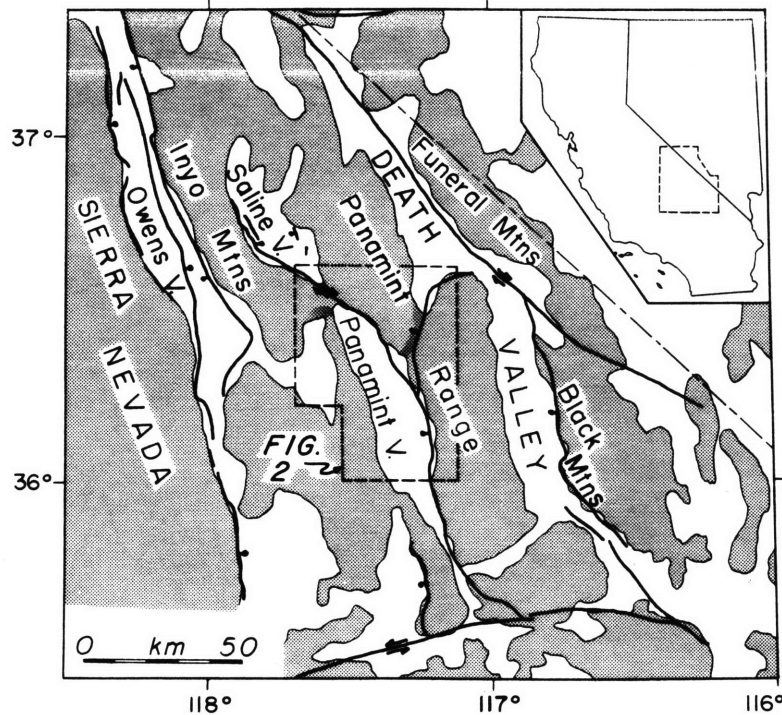 37°
36°
118°
117°
116°
SIERRA
NEVADA
Owens V.
Inyo
Mtns
Saline V.
Panamint
Range
Panamint V.
DEATH
VALLEY
Funeral Mtns
Black
Mtns
FIG.
2
0 km 50